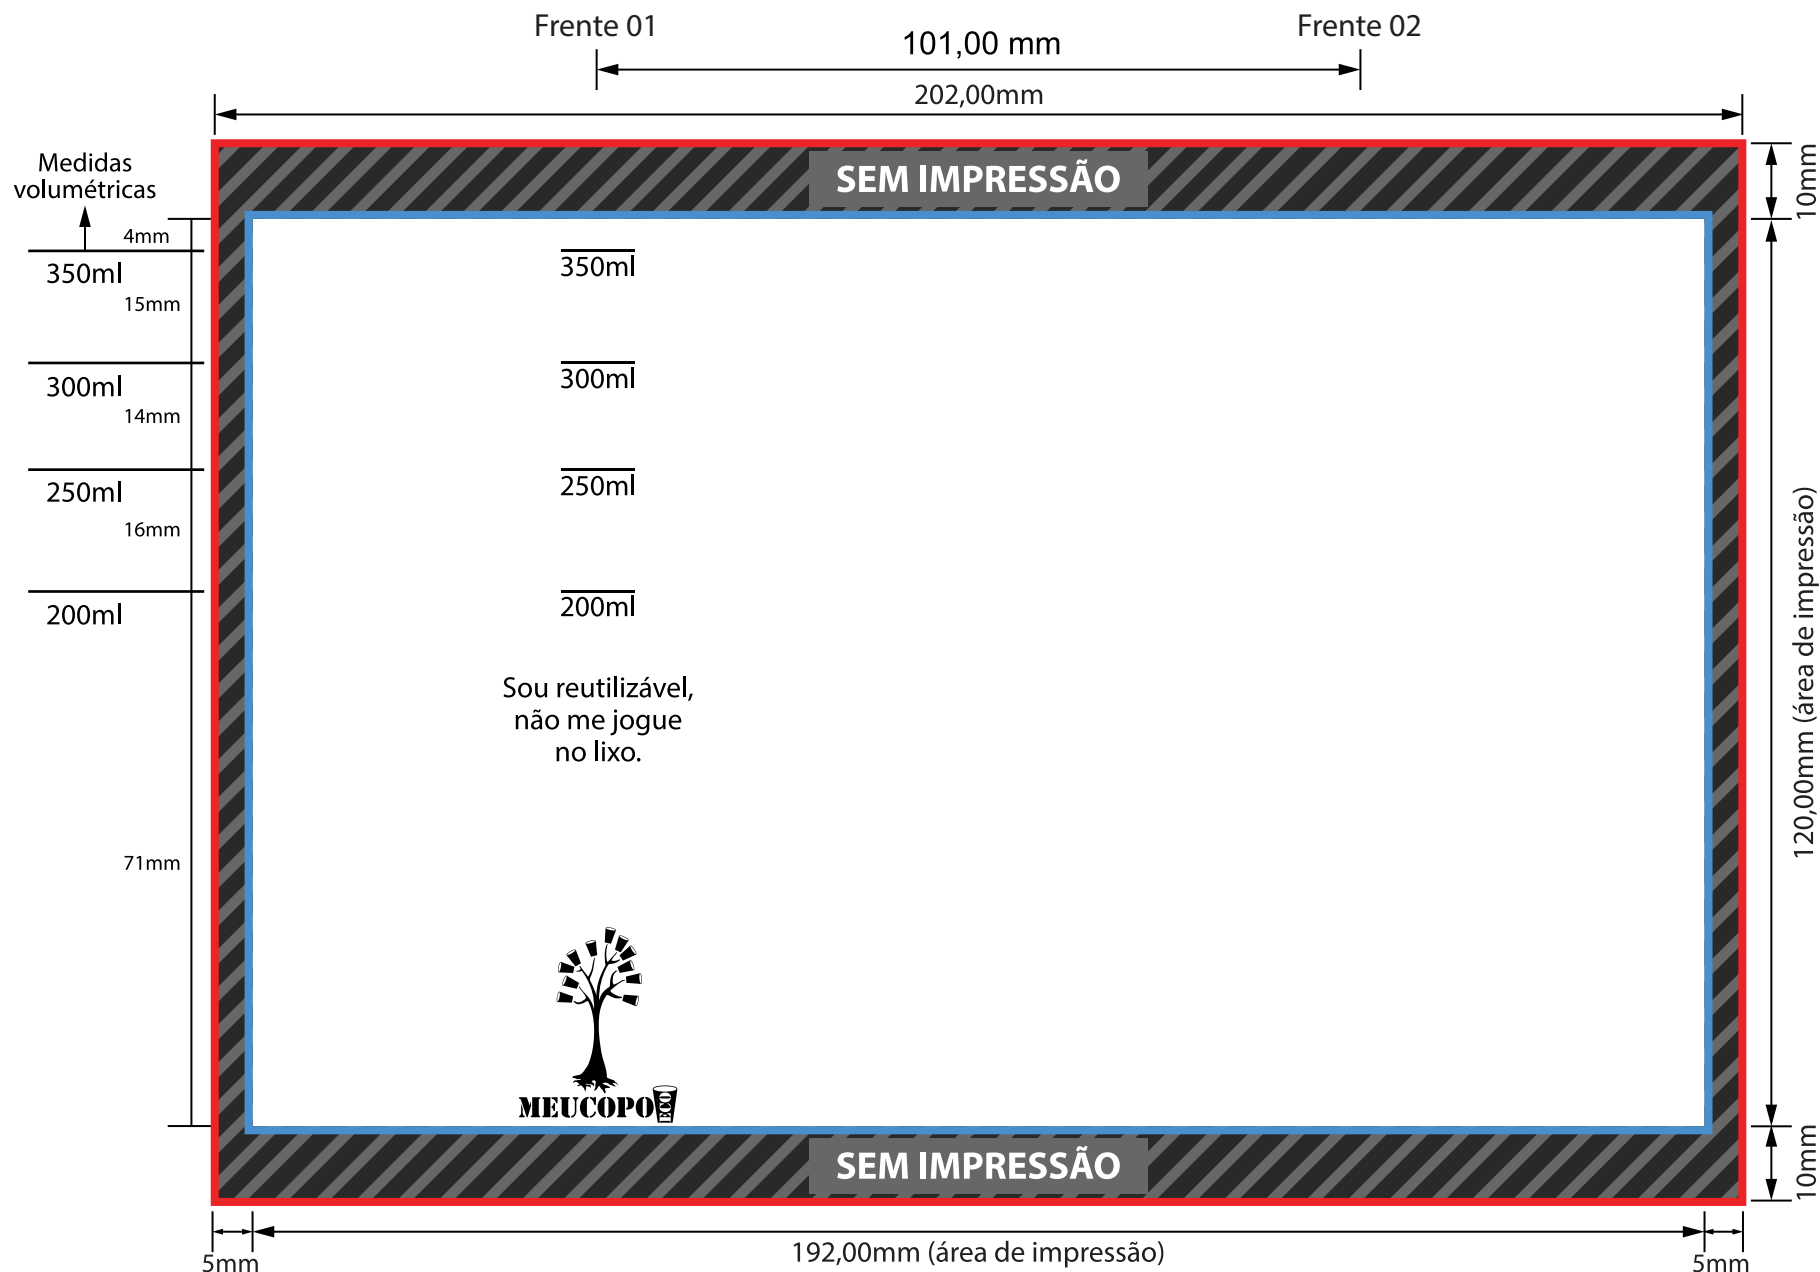 Frente 01
Frente 02
101,00 mm
202,00mm
Medidas
volumétricas
SEM IMPRESSÃO
10mm
4mm
350ml
15mm
300ml
14mm
250ml
16mm
200ml
71mm
350ml
300ml
250ml
200ml
Sou reutilizável,
não me jogue
no lixo.
MEUCOPO ECO
120,00mm (área de impressão)
SEM IMPRESSÃO
10mm
5mm
192,00mm (área de impressão)
5mm